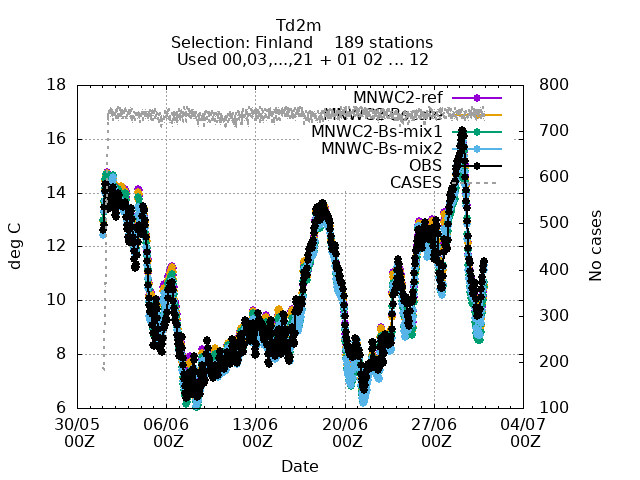 Td2m
Selection: Finland 189 stations
Used 00,03,...,21 + 01 02 ... 12
18
16
14
12
10
8
6
deg C
800
700
600
500
400
300
200
100
No cases
MNWC2-ref
MNWC-Bs-mix1
MNWC-Bs-mix2
OBS
CASES
30/05 06/06 13/06 20/06 27/06 04/07
00Z 00Z 00Z 00Z 00Z 00Z
Date